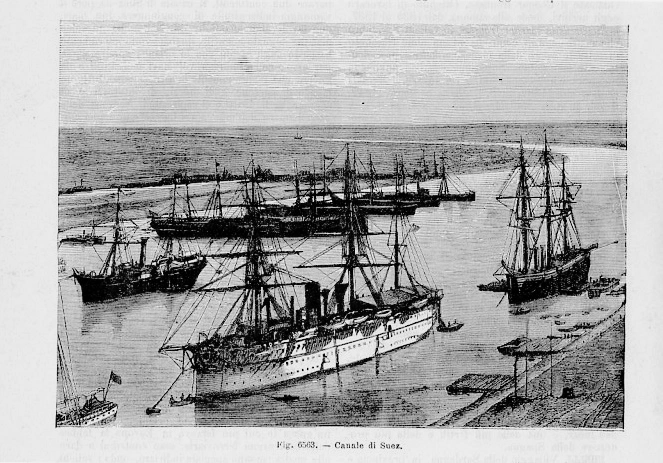 Fig. 6563. — Canale di Suez.